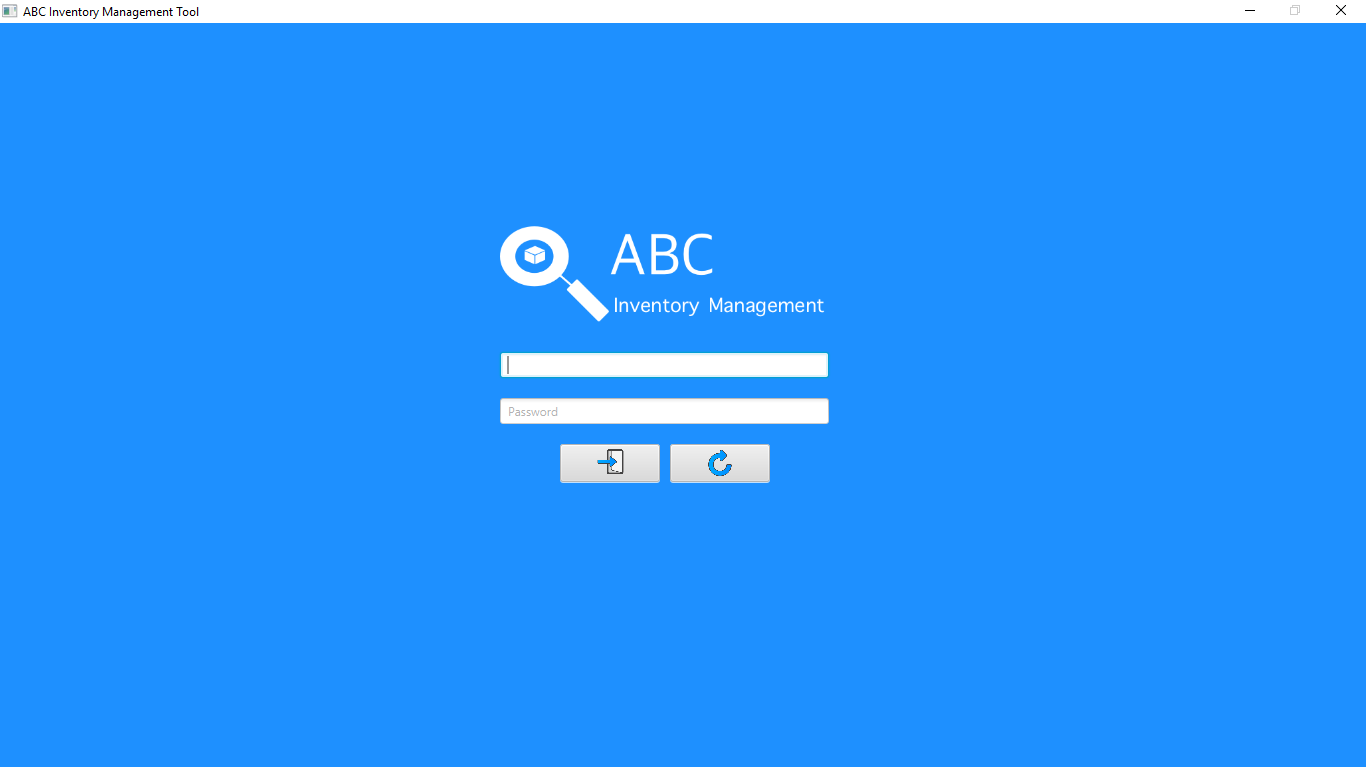 ABC Inventory Management Tool
ABC
Inventory Management
Password